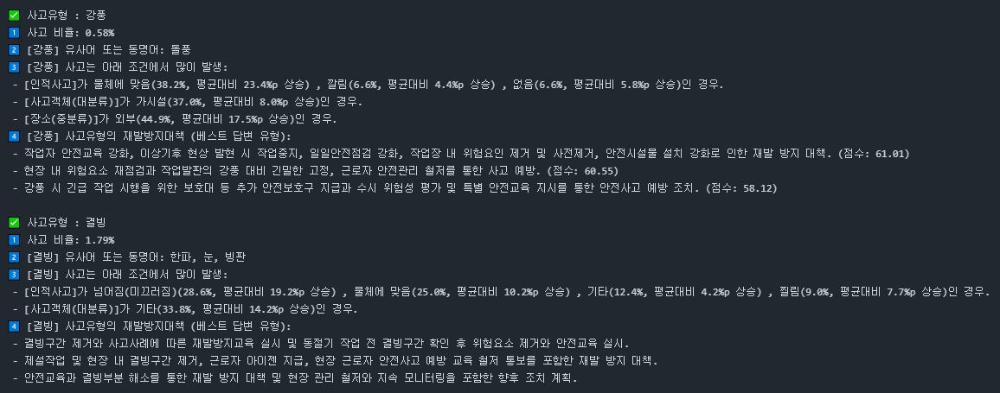 ✅ 사고유형 : 강풍
1️⃣ 사고 비율: 0.58%
2️⃣ [강풍] 유사어 또는 동명어: 돌풍
3️⃣ [강풍] 사고는 아래 조건에서 많이 발생:
- [인적사고]가 물체에 맞음(38.2%, 평균대비 23.4%p 상승) , 깔림(6.6%, 평균대비 4.4%p 상승) , 없음(6.6%, 평균대비 5.8%p 상승)인 경우.
- [사고객체(대분류)]가 가시설(37.0%, 평균대비 8.0%p 상승)인 경우.
- [장소(중분류)]가 외부(44.9%, 평균대비 17.5%p 상승)인 경우.
4️⃣ [강풍] 사고유형의 재발방지대책 (베스트 답변 유형):
- 작업자 안전교육 강화, 이상기후 현상 발현 시 작업중지, 일일안전점검 강화, 작업장 내 위험요인 제거 및 사전제거, 안전시설물 설치 강화로 인한 재발 방지 대책. (점수: 61.01)
- 현장 내 위험요소 재점검과 작업발판의 강풍 대비 긴밀한 고정, 근로자 안전관리 철저를 통한 사고 예방. (점수: 60.55)
- 강풍 시 긴급 작업 시행을 위한 보호대 등 추가 안전보호구 지급과 수시 위험성 평가 및 특별 안전교육 지시를 통한 안전사고 예방 조치. (점수: 58.12)
✅ 사고유형 : 결빙
1️⃣ 사고 비율: 1.79%
2️⃣ [결빙] 유사어 또는 동명어: 한파, 눈, 빙판
3️⃣ [결빙] 사고는 아래 조건에서 많이 발생:
- [인적사고]가 넘어짐(미끄러짐)(28.6%, 평균대비 19.2%p 상승) , 물체에 맞음(25.0%, 평균대비 10.2%p 상승) , 기타(12.4%, 평균대비 4.2%p 상승) , 찔림(9.0%, 평균대비 7.7%p 상승)인 경우.
- [사고객체(대분류)]가 기타(33.8%, 평균대비 14.2%p 상승)인 경우.
4️⃣ [결빙] 사고유형의 재발방지대책 (베스트 답변 유형):
- 결빙구간 제거와 사고사례에 따른 재발방지교육 실시 및 동절기 작업 전 결빙구간 확인 후 위험요소 제거와 안전교육 실시.
- 제설작업 및 현장 내 결빙구간 제거, 근로자 아이젠 지급, 현장 근로자 안전사고 예방 교육 철저 통보를 포함한 재발 방지 대책.
- 안전교육과 결빙부분 해소를 통한 재발 방지 대책 및 현장 관리 철저와 지속 모니터링을 포함한 향후 조치 계획.